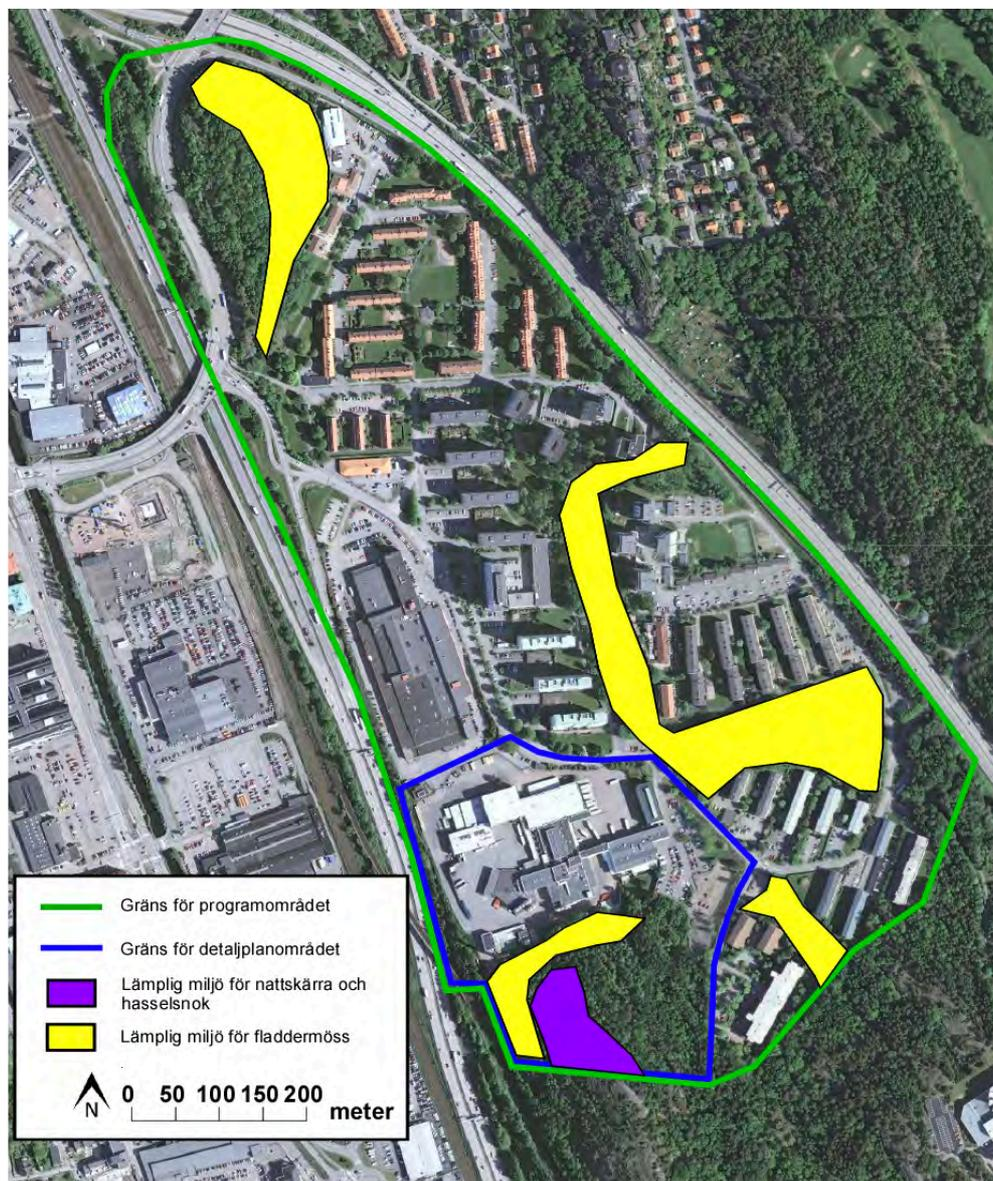 Gräns för programområdet
Gräns för detaljplanområdet
Lämplig miljö för nattskärra och
hasselsnok
Lämplig miljö för fladdermöss
N
0 50 100 150 200
meter